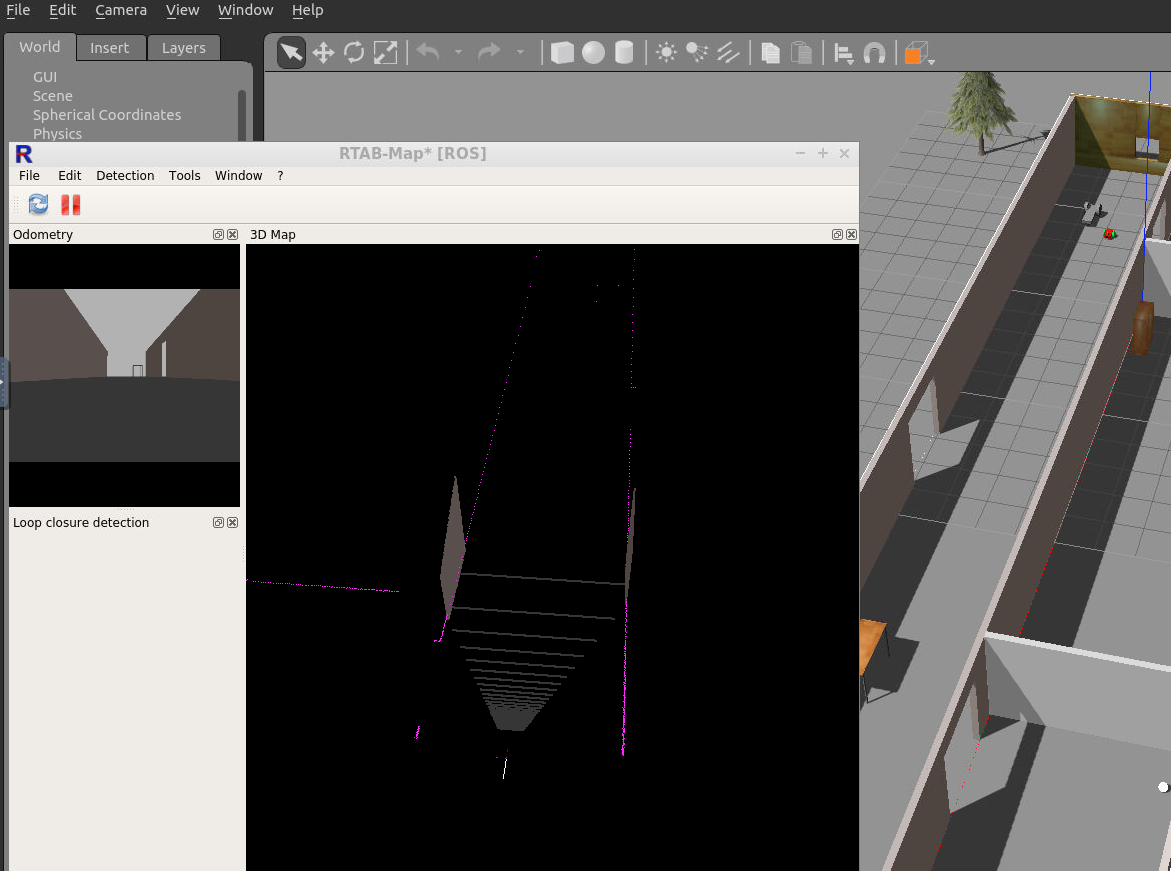 File Edit Camera View Window Help
World Insert Layers
GUI
Scene
Spherical Coordinates
Physics
RTAB-Map* [ROS]
File Edit Detection Tools Window ?
Odometry
3D Map
Loop closure detection